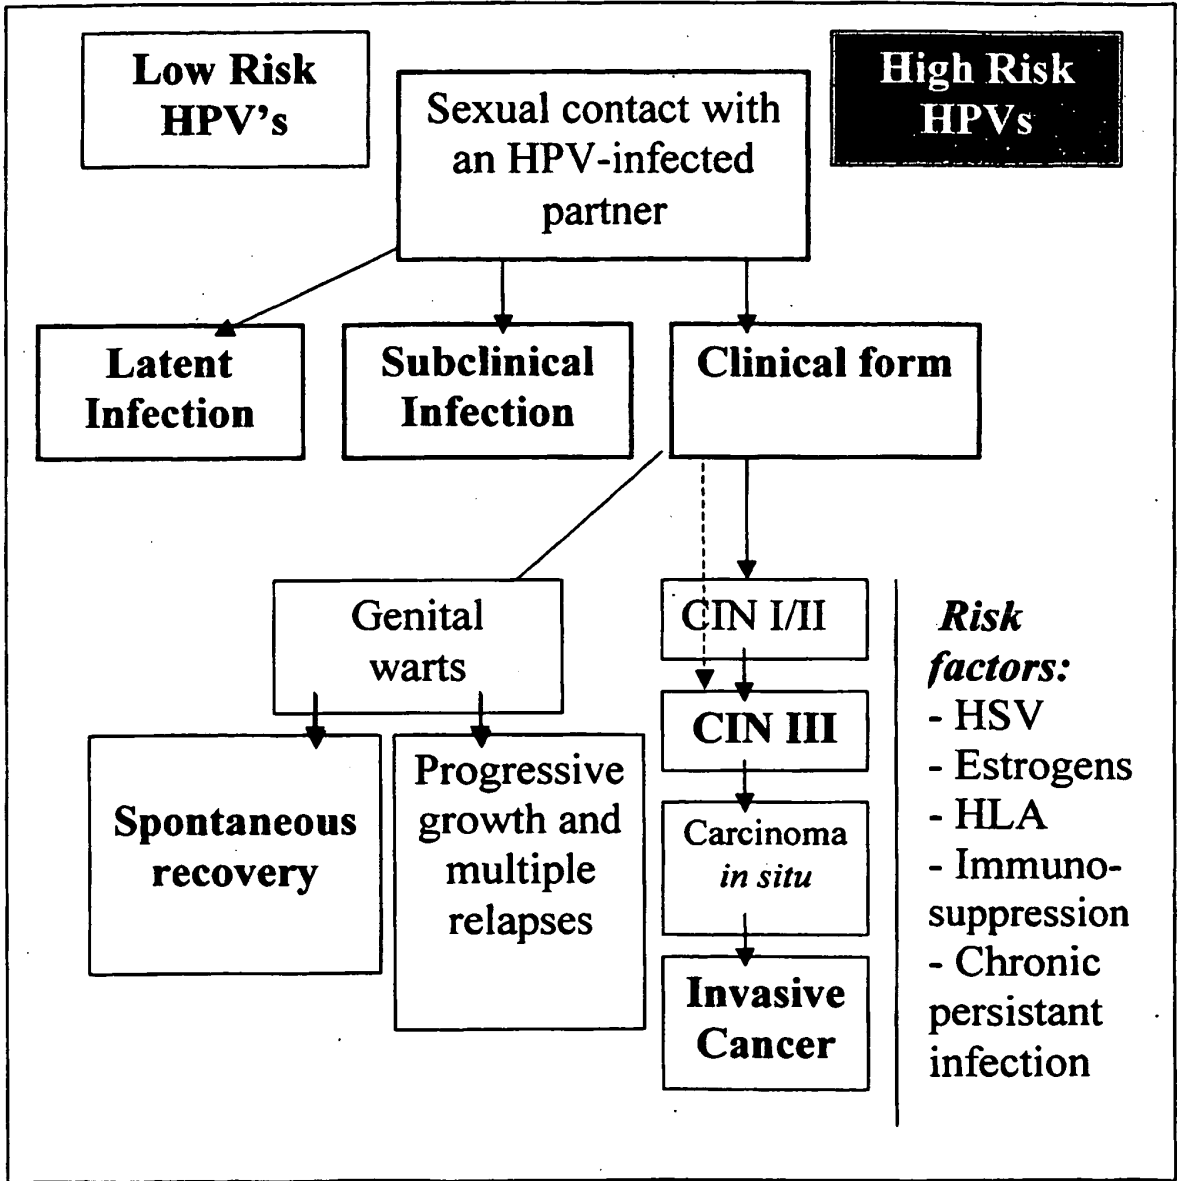 Low Risk
HPV's
Sexual contact with
an HPV-infected
partner
High Risk
HPVs
Latent
Infection
Subclinical
Infection
Clinical form
Genital
warts
Spontaneous
recovery
Progressive
growth and
multiple
relapses
CIN I/II
CIN III
Carcinoma
in situ
Invasive
Cancer
Risk
factors:
- HSV
- Estrogens
- HLA
- Immuno-
suppression
- Chronic
persistant
infection